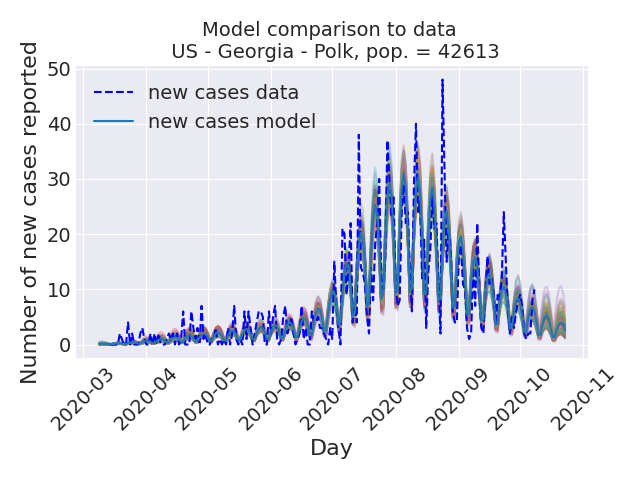 Model comparison to data
US - Georgia - Polk, pop. = 42613
Number of new cases reported
50
40
30
20
10
0
new cases data
new cases model
2020-03
2020-04
2020-05
2020-06
2020-07
2020-08
2020-09
2020-10
2020-11
Day